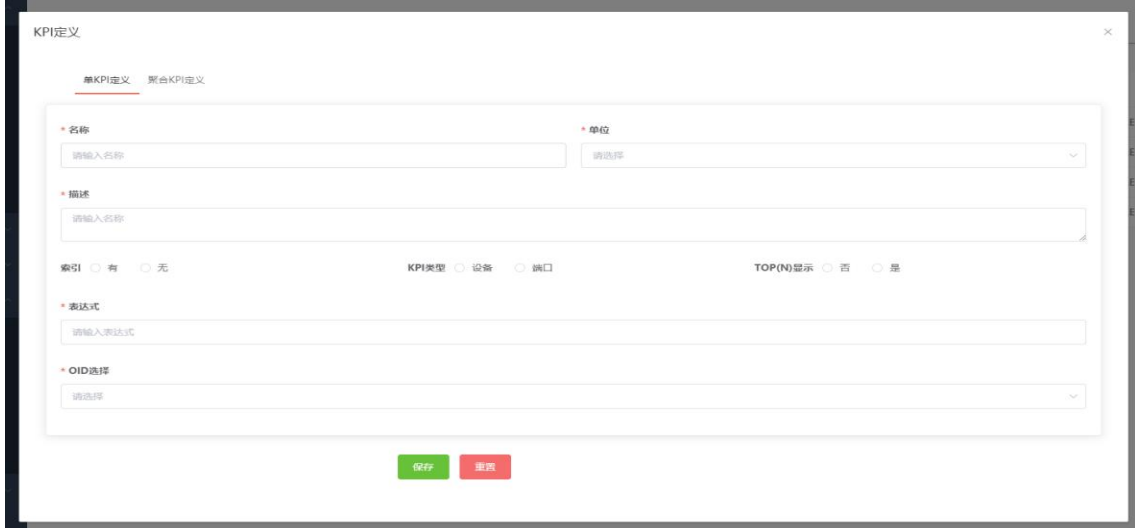 KPI定义
单KPI定义 聚合KPI定义
* 名称 * 单位
请输入名称 请选择
* 描述
请输入名称
索引 有 无 KPI类型 设备 端口 TOP(N)显示 否 是
* 表达式
请输入表达式
* OID选择
请选择
保存 重置